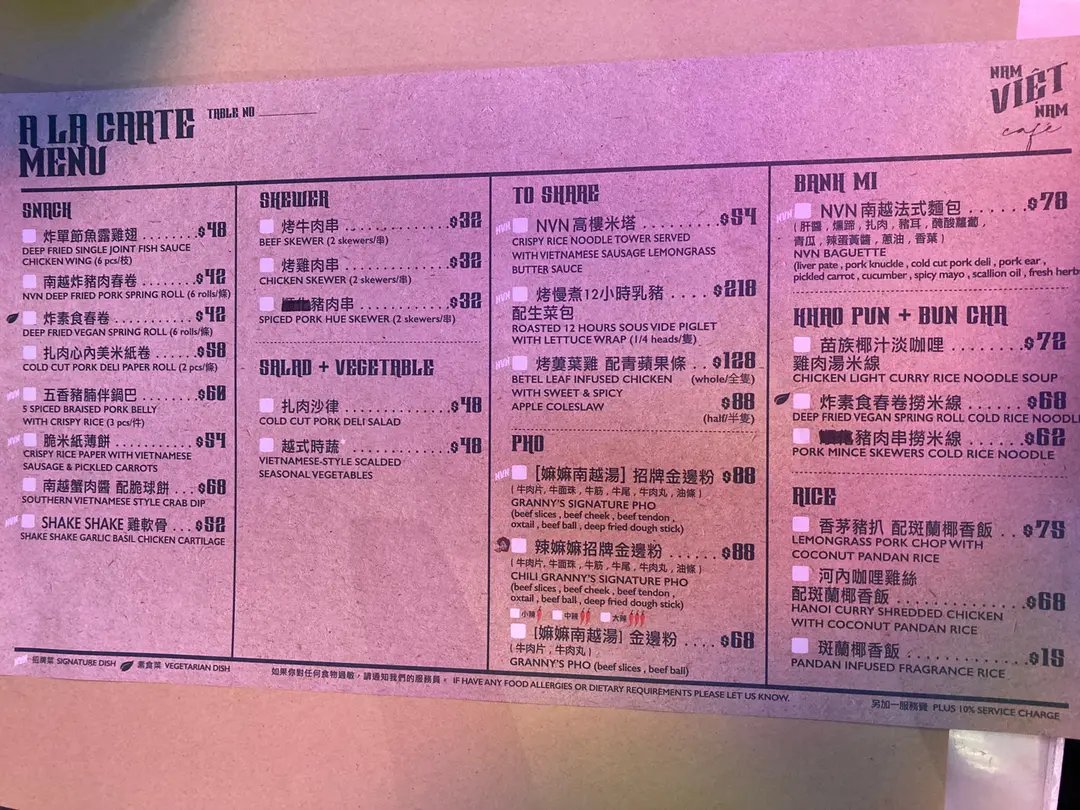 A LA CARTE
MENU
TABLE NO
NAM
VIỆT
NAM
café
SNACK
炸單節魚露雞翅 ........$48
DEEP FRIED SINGLE JOINT FISH SAUCE
CHICKEN WING (6 pcs/枝)
南越炸豬肉春卷 ........$42
NVN DEEP FRIED PORK SPRING ROLL (6 rolls/條)
炸素食春卷 ............$42
DEEP FRIED VEGAN SPRING ROLL (6 rolls/條)
扎肉心內美米紙卷 .....$58
COLD CUT PORK DELI PAPER ROLL (2 pcs/條)
NVN 五香豬腩伴鍋巴 .......$60
5 SPICED BRAISED PORK BELLY
WITH CRISPY RICE (3 pcs/件)
NVN 脆米紙薄餅 ...........$54
CRISPY RICE PAPER WITH VIETNAMESE
SAUSAGE & PICKLED CARROTS
南越蟹肉醬 配脆球餅 ...$68
SOUTHERN VIETNAMESE STYLE CRAB DIP
NVN SHAKE SHAKE 雞軟骨 ...$52
SHAKE SHAKE GARLIC BASIL CHICKEN CARTILAGE
SKEWER
烤牛肉串 ..............$32
BEEF SKEWER (2 skewers/串)
烤雞肉串 ..............$32
CHICKEN SKEWER (2 skewers/串)
豬肉串 ..............$32
SPICED PORK HUE SKEWER (2 skewers/串)
SALAD + VEGETABLE
扎肉沙律 ..............$48
COLD CUT PORK DELI SALAD
越式時蔬 ..............$48
VIETNAMESE-STYLE SCALDED
SEASONAL VEGETABLES
TO SHARE
NVN NVN 高樓米塔 ...........$54
CRISPY RICE NOODLE TOWER SERVED
WITH VIETNAMESE SAUSAGE LEMONGRASS
BUTTER SAUCE
NVN 烤慢煮12小時乳豬 ....$218
配生菜包
ROASTED 12 HOURS SOUS VIDE PIGLET
WITH LETTUCE WRAP (1/4 heads/隻)
NVN 烤蔞葉雞 配青蘋果條 ..$128
BETEL LEAF INFUSED CHICKEN (whole/全隻)
WITH SWEET & SPICY $88
APPLE COLESLAW (half/半隻)
PHO
NVN [嫲嫲南越湯] 招牌金邊粉 $88
( 牛肉片 , 牛面珠 , 牛筋 , 牛尾 , 牛肉丸 , 油條 )
GRANNY'S SIGNATURE PHO
(beef slices , beef cheek , beef tendon ,
oxtail , beef ball , deep fried dough stick)
辣嫲嫲招牌金邊粉 ......$88
( 牛肉片 , 牛面珠 , 牛筋 , 牛尾 , 牛肉丸 , 油條 )
CHILI GRANNY'S SIGNATURE PHO
(beef slices , beef cheek , beef tendon ,
oxtail , beef ball , deep fried dough stick)
小辣 中辣 大辣
[嫲嫲南越湯] 金邊粉 ....$68
( 牛肉片 , 牛肉丸 )
GRANNY'S PHO (beef slices , beef ball)
BANH MI
NVN NVN 南越法式麵包 .......$78
( 肝醬 , 燻蹄 , 扎肉 , 豬耳 , 醃酸蘿蔔 ,
青瓜 , 辣蛋黃醬 , 蔥油 , 香葉 )
NVN BAGUETTE
(liver pate , pork knuckle , cold cut pork deli , pork ear ,
pickled carrot , cucumber , spicy mayo , scallion oil , fresh herb
KHAO PUN + BUN CHA
苗族椰汁淡咖哩 ........$72
雞肉湯米線
CHICKEN LIGHT CURRY RICE NOODLE SOUP
炸素食春卷撈米線 ......$68
DEEP FRIED VEGAN SPRING ROLL COLD RICE NOODL
豬肉串撈米線 .......$62
PORK MINCE SKEWERS COLD RICE NOODLE
RICE
香茅豬扒 配斑蘭椰香飯 ..$75
LEMONGRASS PORK CHOP WITH
COCONUT PANDAN RICE
河內咖哩雞絲
配斑蘭椰香飯 ..............$68
HANOI CURRY SHREDDED CHICKEN
WITH COCONUT PANDAN RICE
斑蘭椰香飯 ..............$15
PANDAN INFUSED FRAGRANCE RICE
NVN 招牌菜 SIGNATURE DISH 素食菜 VEGETARIAN DISH
如果你對任何食物過敏，請通知我們的服務員。 IF HAVE ANY FOOD ALLERGIES OR DIETARY REQUIREMENTS PLEASE LET US KNOW.
另加一服務費 PLUS 10% SERVICE CHARGE